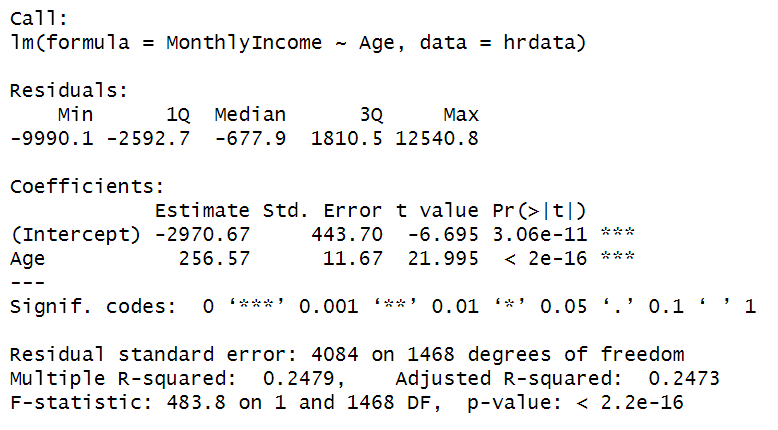 Call:
lm(formula = MonthlyIncome ~ Age, data = hrdata)
Residuals:
    Min      1Q  Median      3Q     Max
-9990.1 -2592.7  -677.9  1810.5 12540.8
Coefficients:
            Estimate Std. Error t value Pr(>|t|)
(Intercept) -2970.67     443.70  -6.695 3.06e-11 ***
Age           256.57      11.67  21.995  < 2e-16 ***
---
Signif. codes:  0 ‘***’ 0.001 ‘**’ 0.01 ‘*’ 0.05 ‘.’ 0.1 ‘ ’ 1
Residual standard error: 4084 on 1468 degrees of freedom
Multiple R-squared:  0.2479,    Adjusted R-squared:  0.2473
F-statistic: 483.8 on 1 and 1468 DF,  p-value: < 2.2e-16